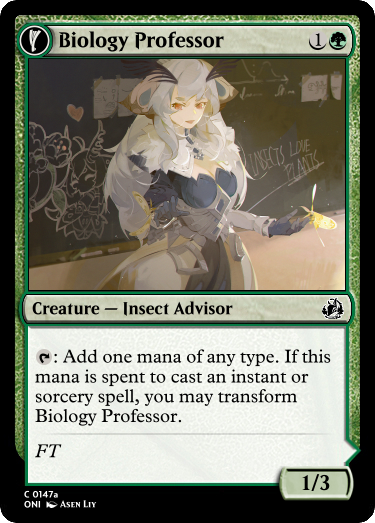 Biology Professor 1
INSECTS LOVE
PLANTS
Creature — Insect Advisor
: Add one mana of any type. If this
mana is spent to cast an instant or
sorcery spell, you may transform
Biology Professor.
FT
1/3
C 0147a
ONI Asen Liy